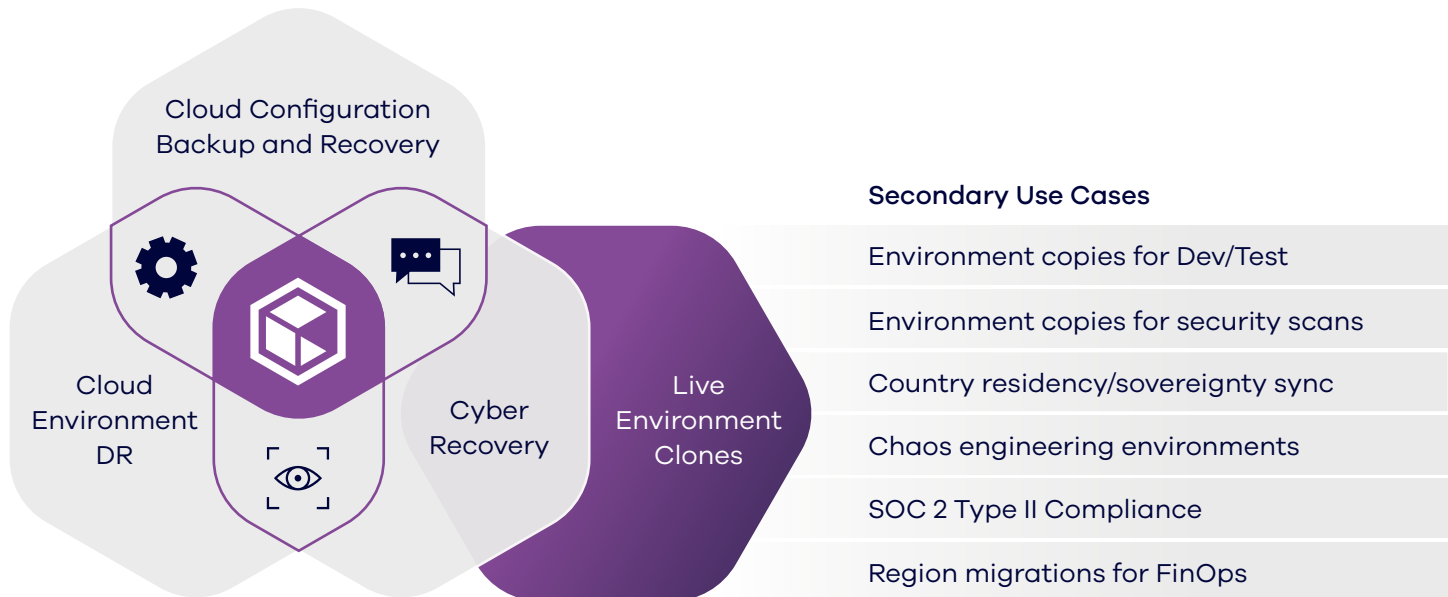 Cloud Configuration
Backup and Recovery
Cloud
Environment
DR
Cyber
Recovery
Live
Environment
Clones
Secondary Use Cases
Environment copies for Dev/Test
Environment copies for security scans
Country residency/sovereignty sync
Chaos engineering environments
SOC 2 Type II Compliance
Region migrations for FinOps